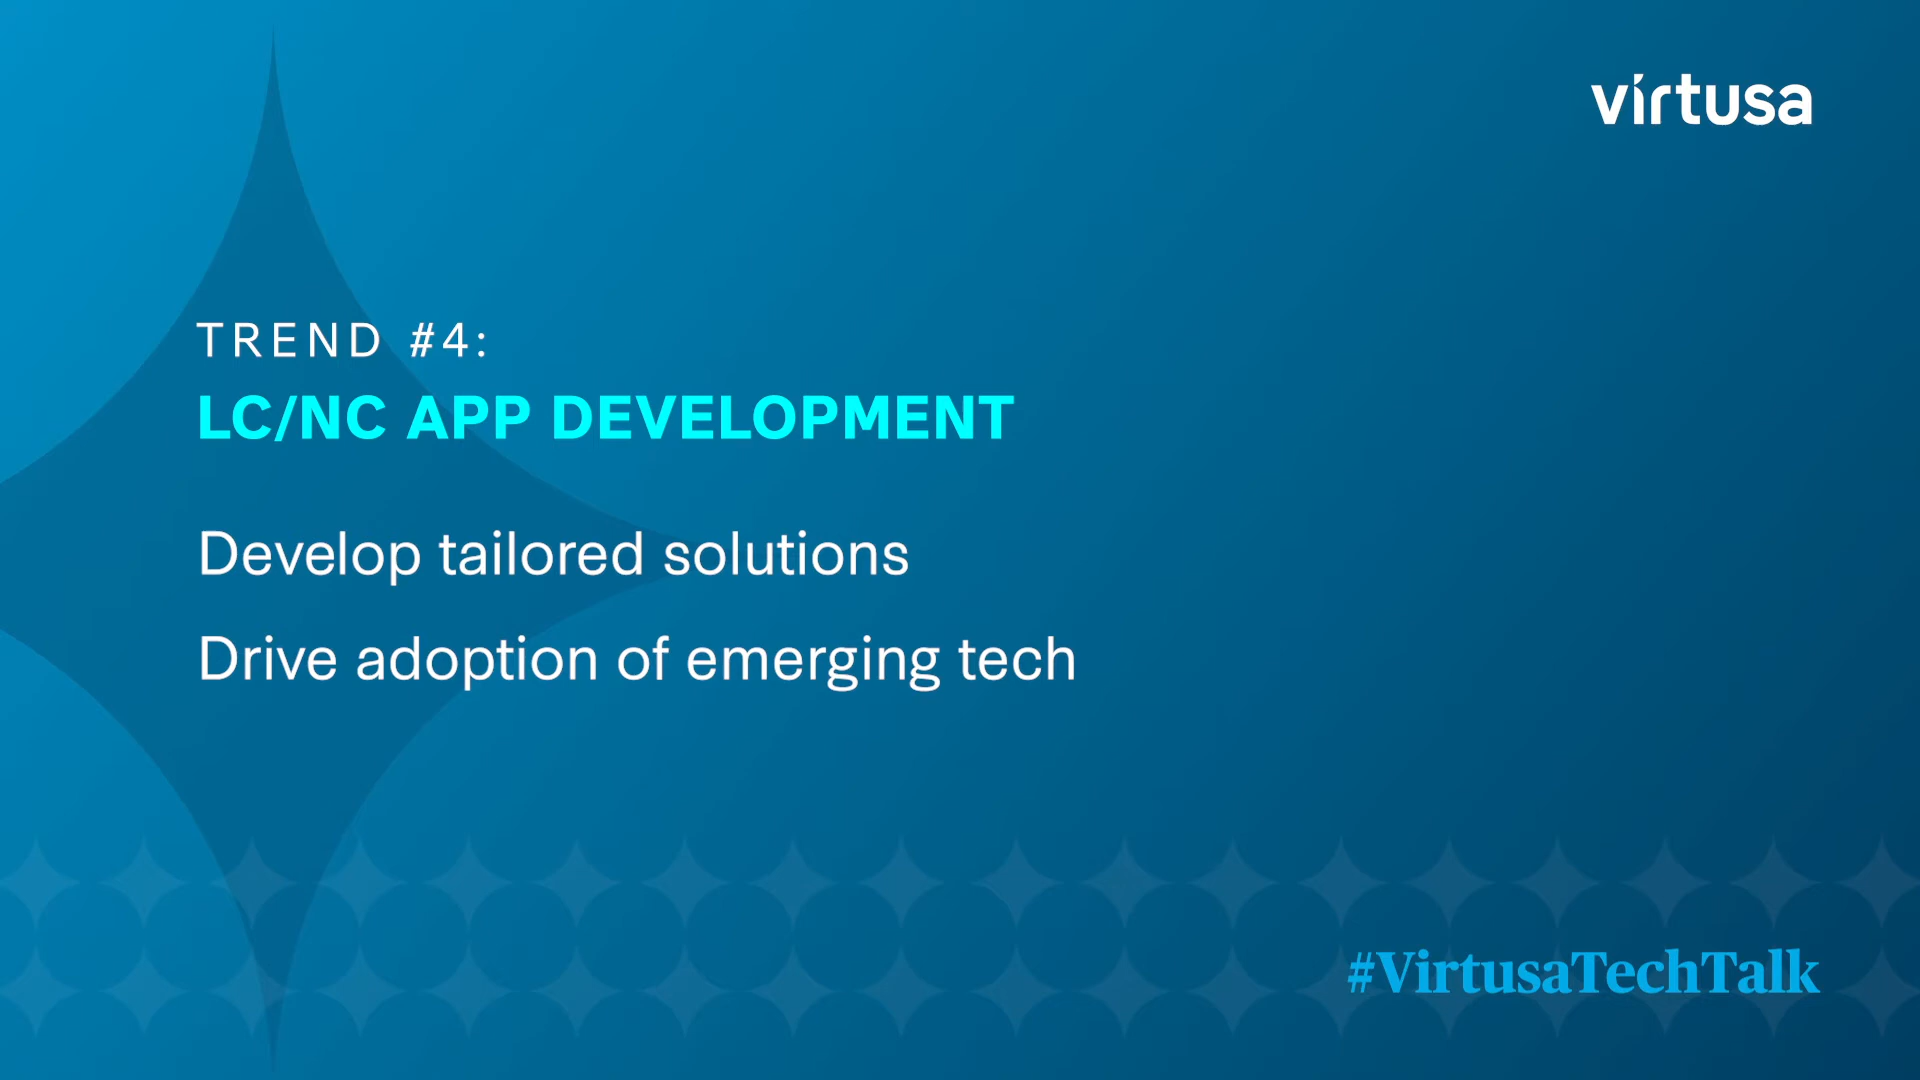 virtusa
TREND #4:
LC/NC APP DEVELOPMENT
Develop tailored solutions
Drive adoption of emerging tech
#VirtusaTechTalk